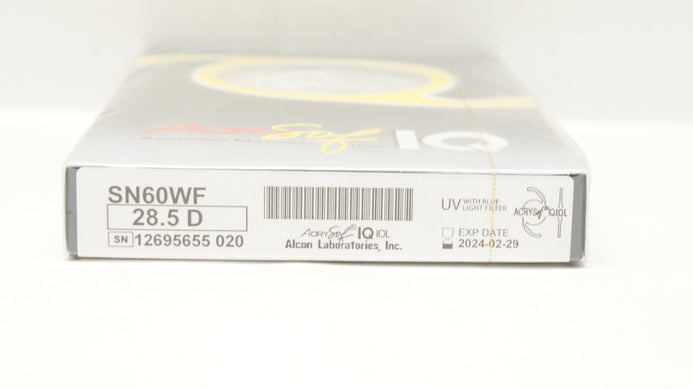 AcrySof IQ
SN60WF
28.5 D
SN 12695655 020
ACRYSof® IQ IOL
Alcon Laboratories, Inc.
UV WITH BLUE
LIGHT FILTER
EXP DATE
2024-02-29
ACRYSof® IQ IOL